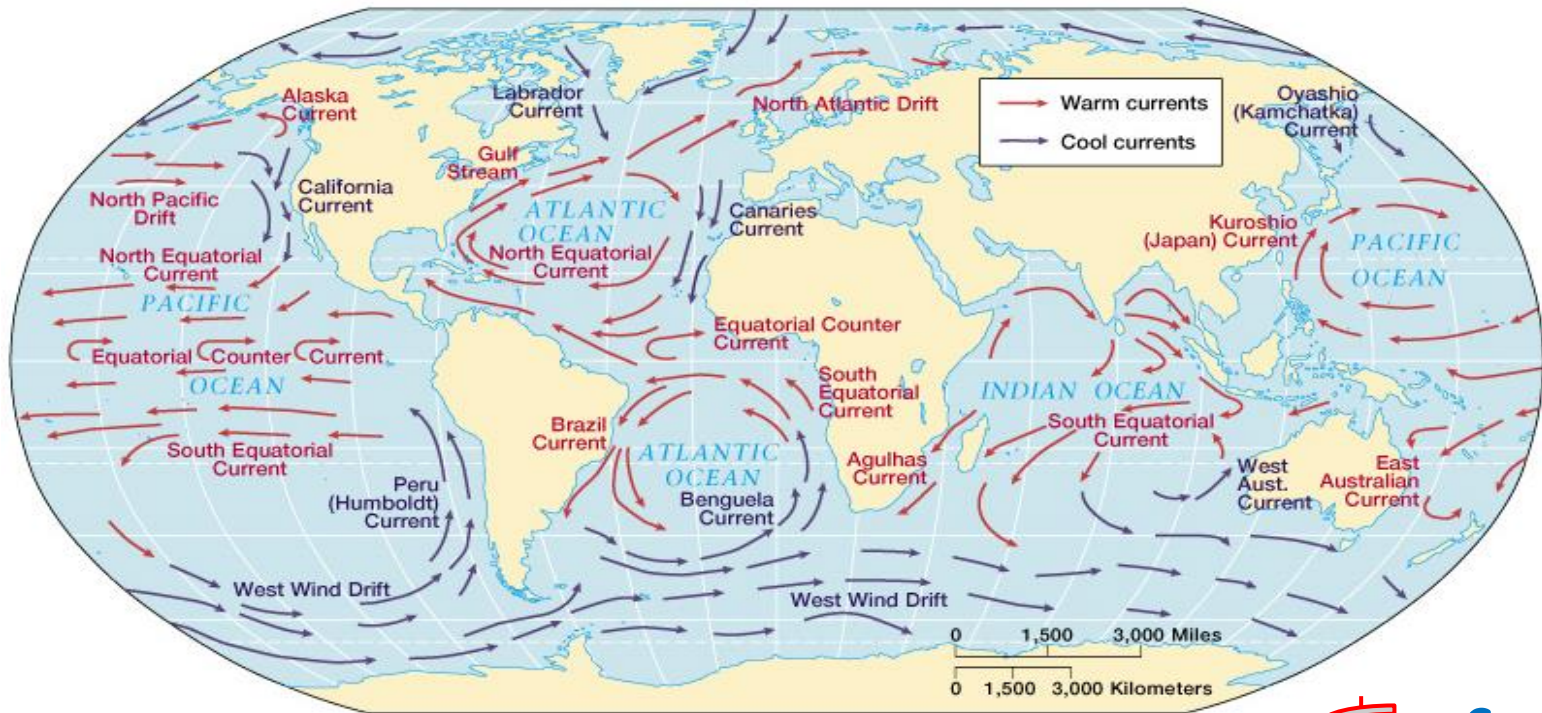 Alaska
Current
Labrador
Current
North Atlantic Drift
Warm currents
Cool currents
Oyashio
(Kamchatka)
Current
Gulf
Stream
North Pacific
Drift
California
Current
ATLANTIC
OCEAN
Canaries
Current
Kuroshio
(Japan) Current
PACIFIC
OCEAN
North Equatorial
Current
North Equatorial
Current
PACIFIC
OCEAN
Equatorial Counter Current
Equatorial Counter
Current
South
Equatorial
Current
INDIAN OCEAN
South Equatorial
Current
South Equatorial
Current
Brazil
Current
ATLANTIC
OCEAN
Agulhas
Current
Peru
(Humboldt)
Current
Benguela
Current
West
Aust.
Current
East
Australian
Current
West Wind Drift
West Wind Drift
0 1,500 3,000 Miles
0 1,500 3,000 Kilometers